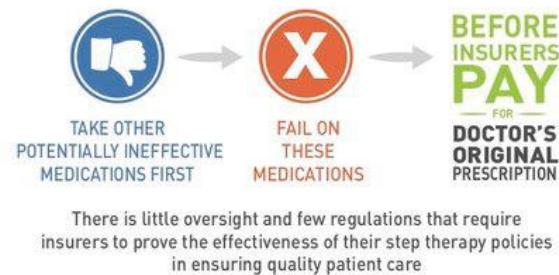 TAKE OTHER
POTENTIALLY INEFFECTIVE
MEDICATIONS FIRST
X
FAIL ON
THESE
MEDICATIONS
BEFORE
INSURERS
PAY
FOR
DOCTOR'S
ORIGINAL
PRESCRIPTION
There is little oversight and few regulations that require
insurers to prove the effectiveness of their step therapy policies
in ensuring quality patient care